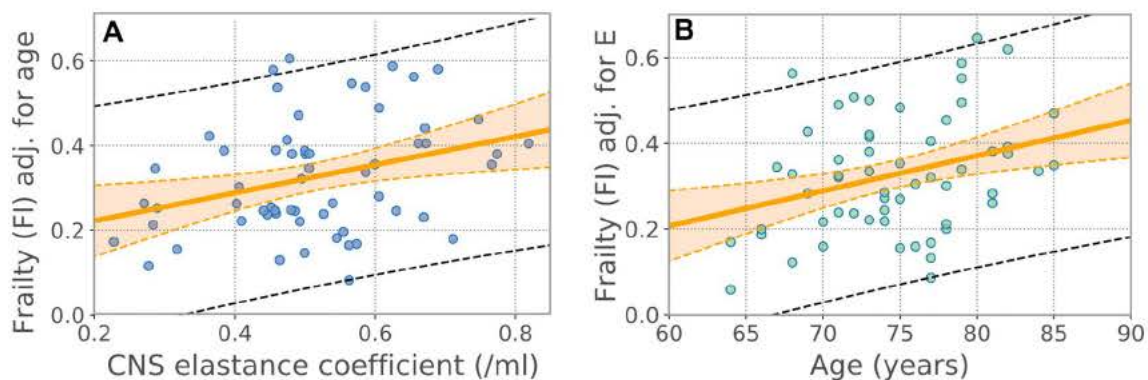 A
Frailty (FI) adj. for age
0.6
0.4
0.2
0.0
0.2 0.4 0.6 0.8
CNS elastance coefficient (/ml)
B
Frailty (FI) adj. for E
0.6
0.4
0.2
0.0
60 65 70 75 80 85 90
Age (years)